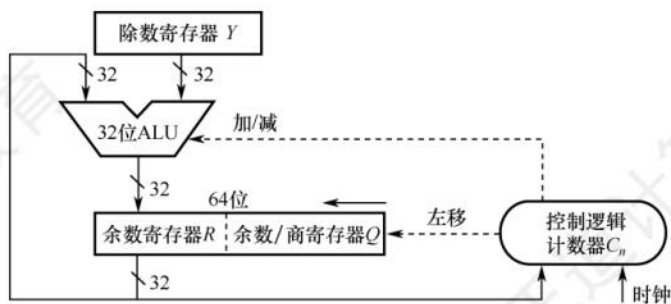 除数寄存器 Y
32
32
32位ALU
加/减
32
64位
余数寄存器R
余数/商寄存器Q
左移
控制逻辑
计数器Cn
32
时钟